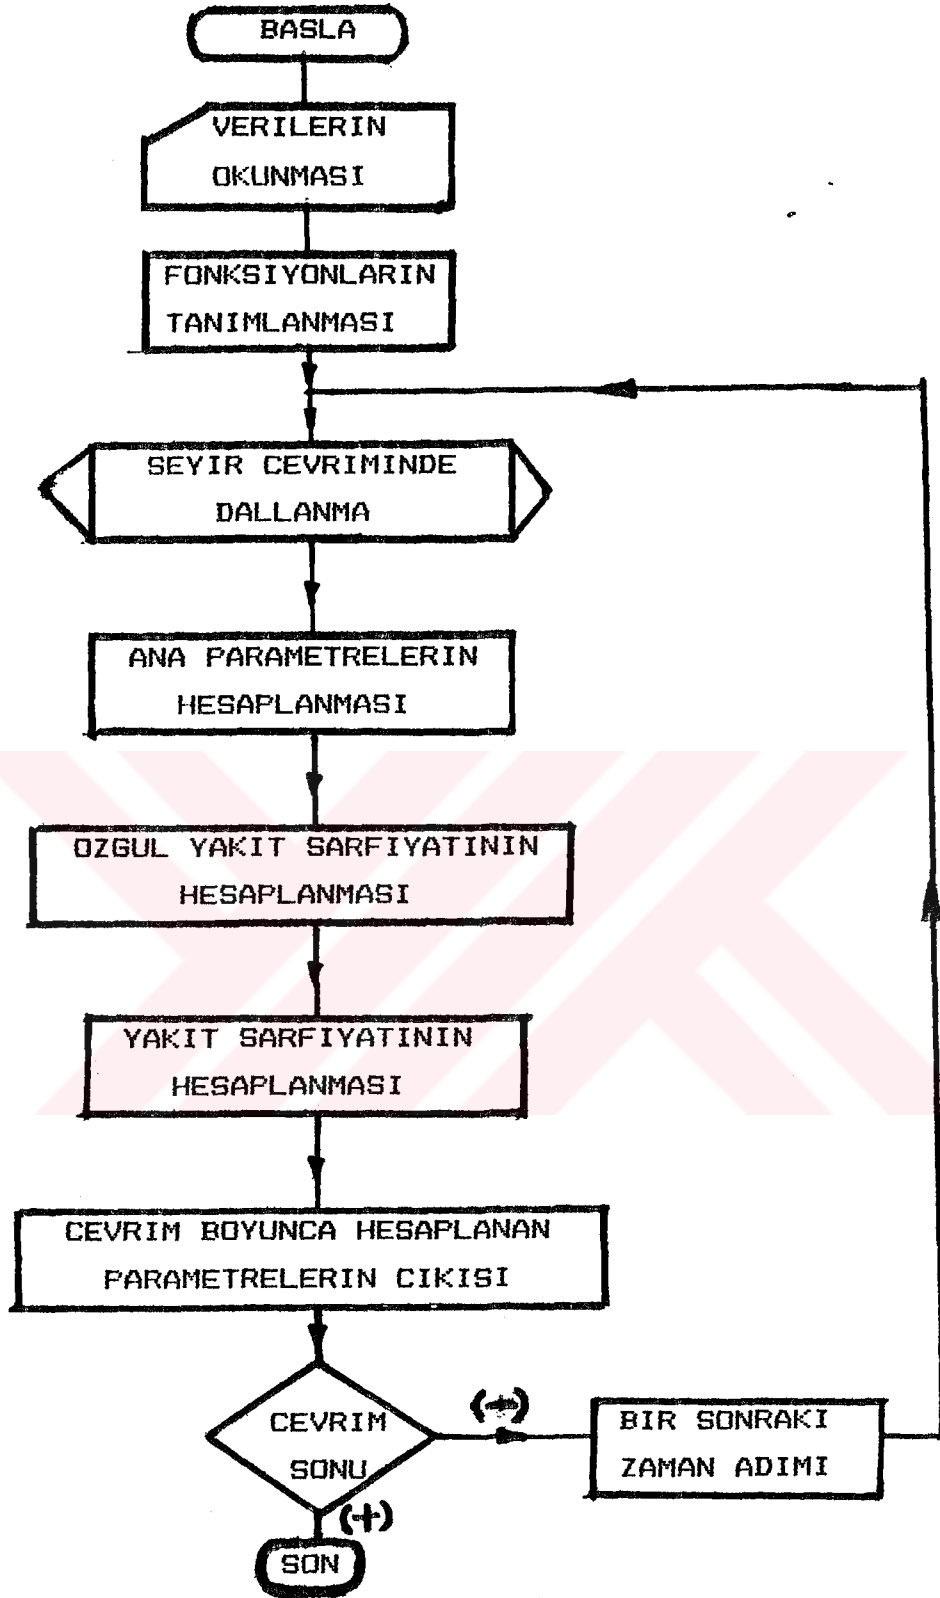 BASLA
VERILERIN
OKUNMASI
FONKSIYONLARIN
TANIMLANMASI
SEYIR CEVRIMINDE
DALLANMA
ANA PARAMETRELERIN
HESAPLANMASI
OZGUL YAKIT SARFIYATININ
HESAPLANMASI
YAKIT SARFIYATININ
HESAPLANMASI
CEVRIM BOYUNCA HESAPLANAN
PARAMETRELERIN CIKISI
CEVRIM
SONU
(-)
BIR SONRAKI
ZAMAN ADIMI
(+)
SON